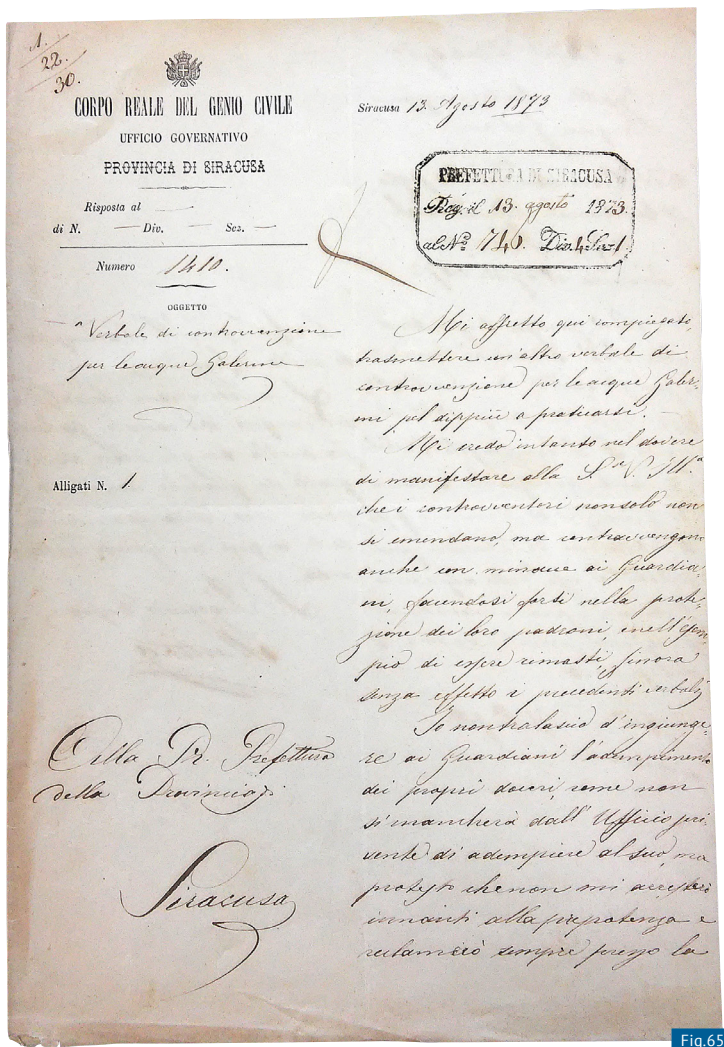 1.
22.
30.
CORPO REALE DEL GENIO CIVILE
UFFICIO GOVERNATIVO
PROVINCIA DI SIRACUSA
Risposta al
di N. — Div. — Sez. —
Numero 1410.
OGGETTO
Verbale di contravvenzione
per le acque Galermi
Alligati N. 1.
Alla R. Prefettura
della Provincia di
Siracusa
Siracusa 13. Agosto 1873
PREFETTURA DI SIRACUSA
il 13. agosto 1873.
al Nº 740. Div. 4 Sez. 1
Mi affretto qui compiegato,
trasmettere un'altro verbale di
contravvenzione per le acque Galer-
mi pel dippiù a praticarsi. —
Mi credo intanto nel dovere
di manifestare alla S.ª V. Ill.ª
che i contravventori non solo non
si emendano, ma contravvengono
anche con minacce ai Guardia-
ni, facendosi forti nella prote-
zione dei loro padroni, e nell'esem-
pio di essere rimasti finora
senza effetto i precedenti verbali
Io non tralascio d'ingiunge-
re ai Guardiani l'adempimento
dei propri doveri, come non
si mancherà dall'Ufficio scri-
vente di adempiere al suo, ma
protesto che non mi arresterò
innanti alla prepotenza e
reclamerò sempre presso la
Fig.65